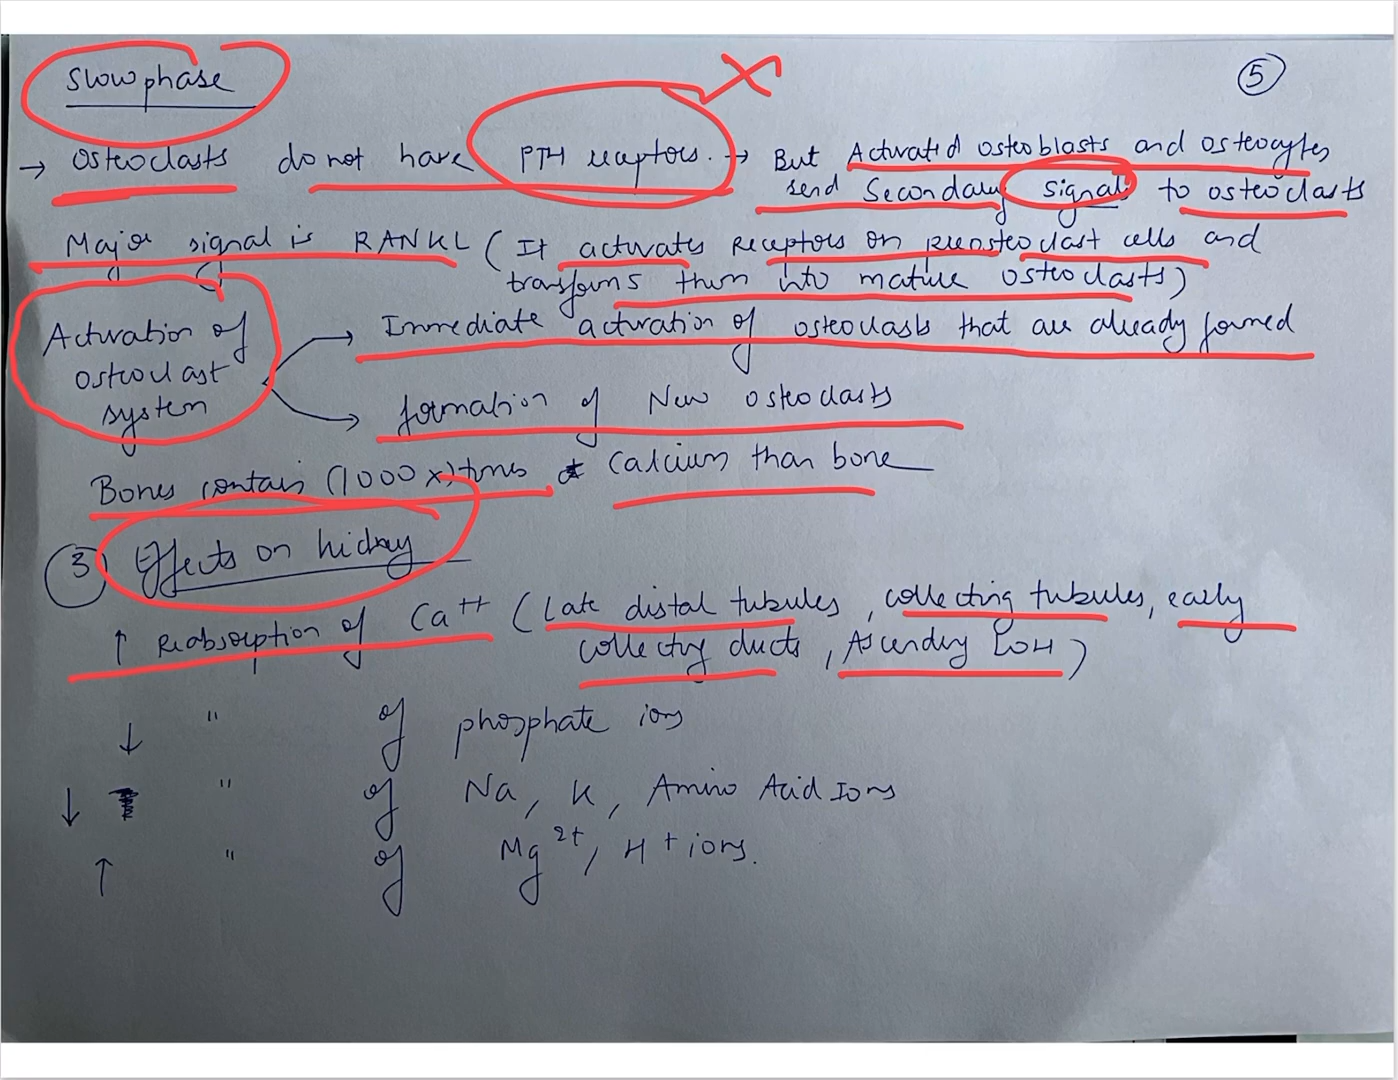 Slow phase
5
→ Osteoclasts do not have PTH receptors. → But Activated osteoblasts and osteocytes
send Secondary signals to osteoclasts
Major signal is RANKL (It activates Receptors on preosteoclast cells and
transforms them into mature osteoclasts)
Activation of
osteoclast
system
→ Immediate activation of osteoclasts that are already formed
→ formation of New osteoclasts
Bones contain (1000 x) times Calcium than bone
3 Effects on kidney
↑ Reabsorption of Ca++ (Late distal tubules, collecting tubules, early
collecting ducts, Ascending LOH)
↓ " of phosphate ions
↓ " of Na, K, Amino Acid Ions
↑ " of Mg2+, H+ ions.